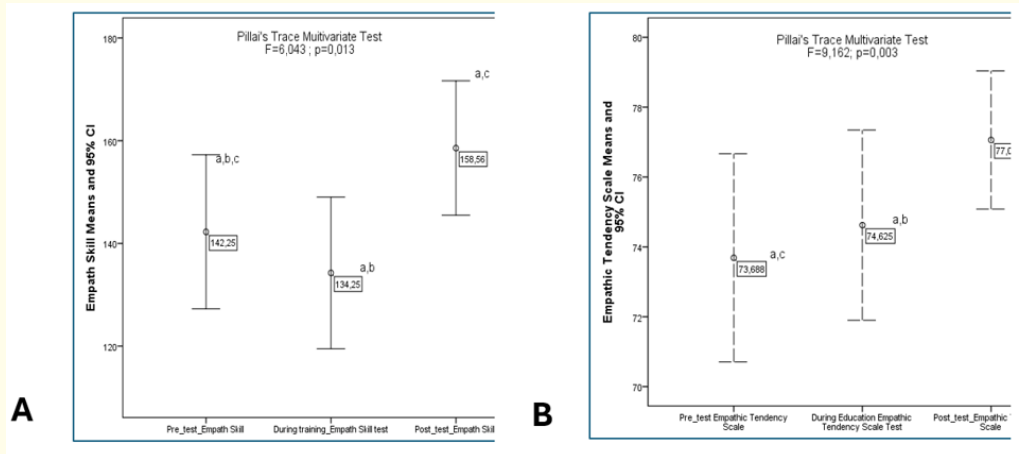 A
Pillai's Trace Multivariate Test
F=6,043 ; p=0,013
Empath Skill Means and 95% CI
180
160
140
120
a,b,c
142,25
a,b
134,25
a,c
158,56
Pre_test_Empath Skill
During training_Empath Skill test
Post_test_Empath Skill
B
Pillai's Trace Multivariate Test
F=9,162; p=0,003
Empathic Tendency Scale Means and
95% CI
80
78
76
74
72
70
a,c
73,688
a,b
74,625
77,0
Pre_test Empathic Tendency
Scale
During Education Empathic
Tendency Scale Test
Post_test_Empathic
Scale